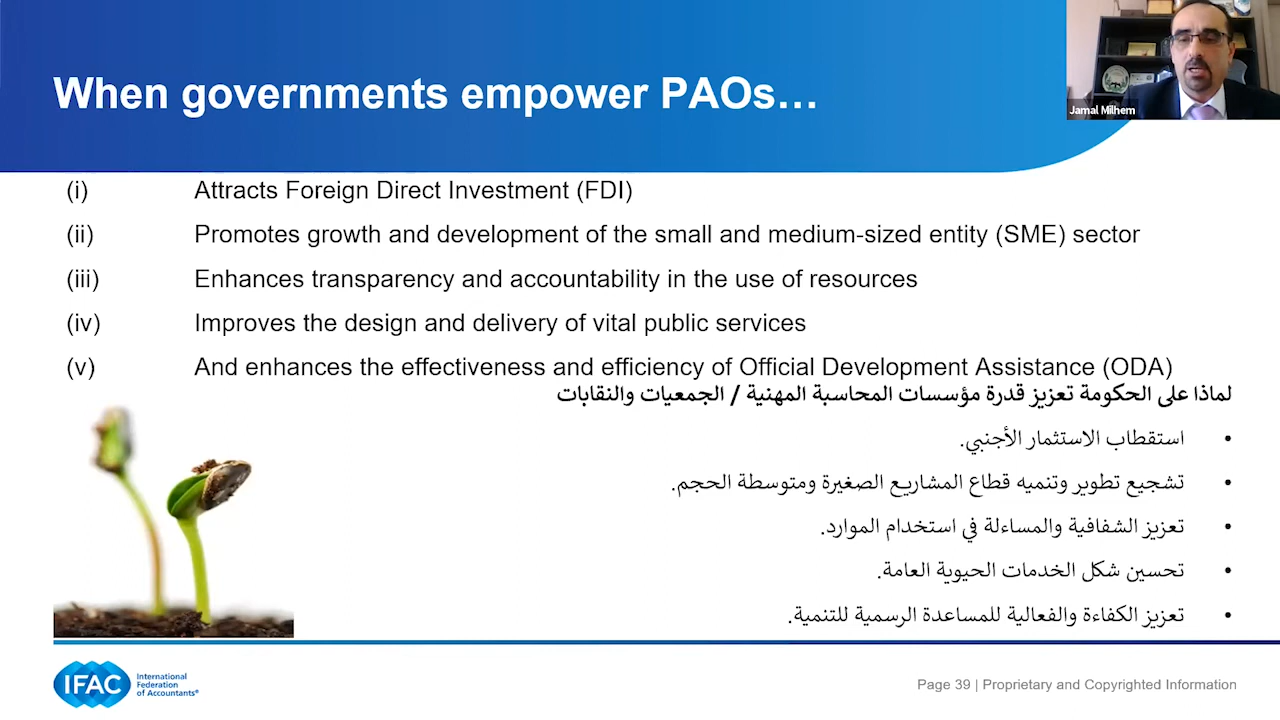 When governments empower PAOs…
Jamal Milhem
(i) Attracts Foreign Direct Investment (FDI)
(ii) Promotes growth and development of the small and medium-sized entity (SME) sector
(iii) Enhances transparency and accountability in the use of resources
(iv) Improves the design and delivery of vital public services
(v) And enhances the effectiveness and efficiency of Official Development Assistance (ODA)
لماذا على الحكومة تعزيز قدرة مؤسسات المحاسبة المهنية / الجمعيات والنقابات
• استقطاب الاستثمار الأجنبي.
• تشجيع تطوير وتنميه قطاع المشاريع الصغيرة ومتوسطة الحجم.
• تعزيز الشفافية والمساءلة في استخدام الموارد.
• تحسين شكل الخدمات الحيوية العامة.
• تعزيز الكفاءة والفعالية للمساعدة الرسمية للتنمية.
IFAC
International
Federation
of Accountants®
Page 39 | Proprietary and Copyrighted Information